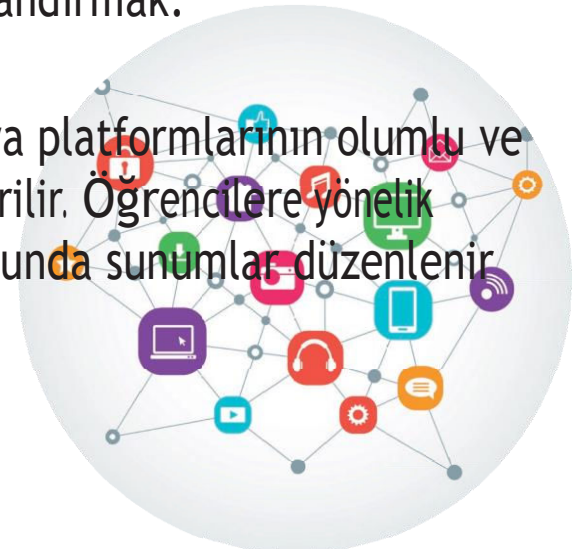 andırmak.
a platformlarının olumlu ve
rilir. Öğrencilere yönelik
unda sunumlar düzenlenir